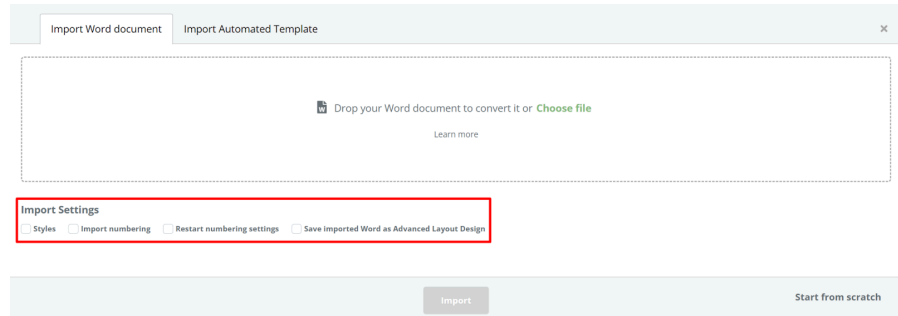 Import Word document Import Automated Template ×
Drop your Word document to convert it or Choose file
Learn more
Import Settings
Styles Import numbering Restart numbering settings Save imported Word as Advanced Layout Design
Import Start from scratch